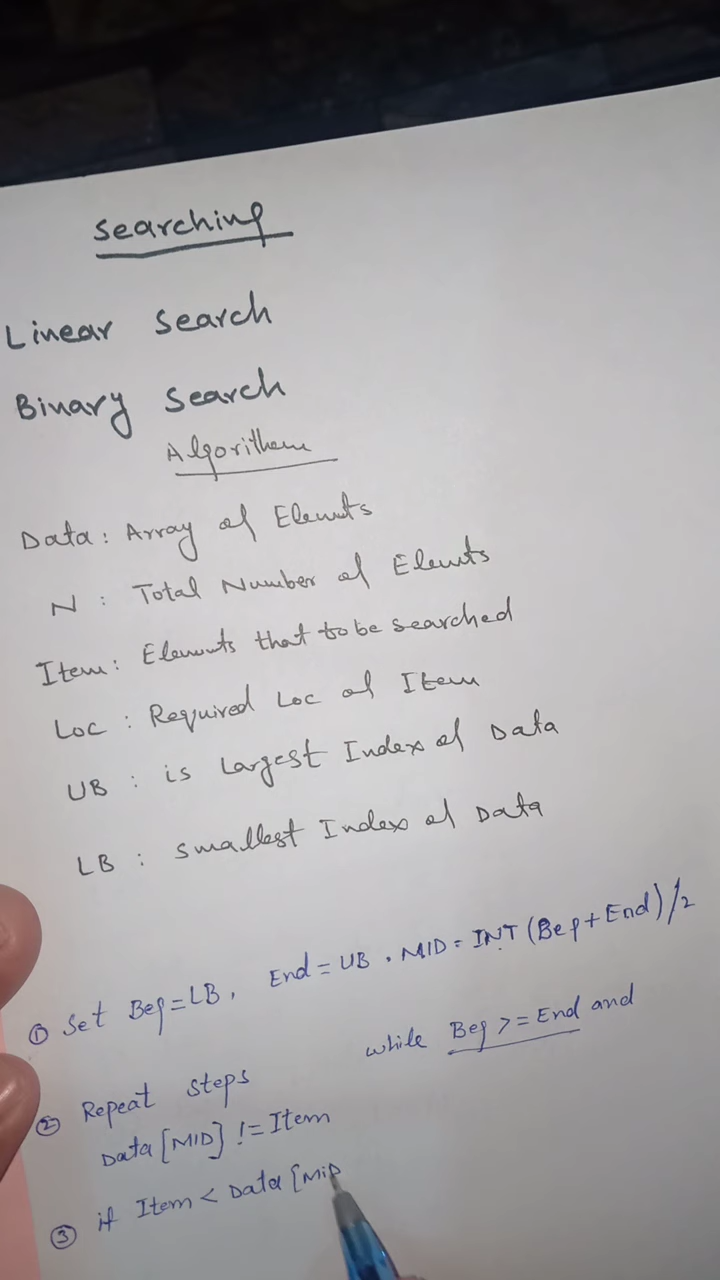 Searching
Linear Search
Binary Search
Algorithem
Data : Array of Elemnts
N : Total Number of Elemnts
Item : Elements that to be searched
Loc : Required Loc of Item
UB : is Largest Index of Data
LB : Smallest Index of Data
① Set Beg = LB, End = UB . MID = INT (Beg + End)/2
② Repeat steps while Beg >= End and
Data [MID] != Item
③ if Item < Data [MID